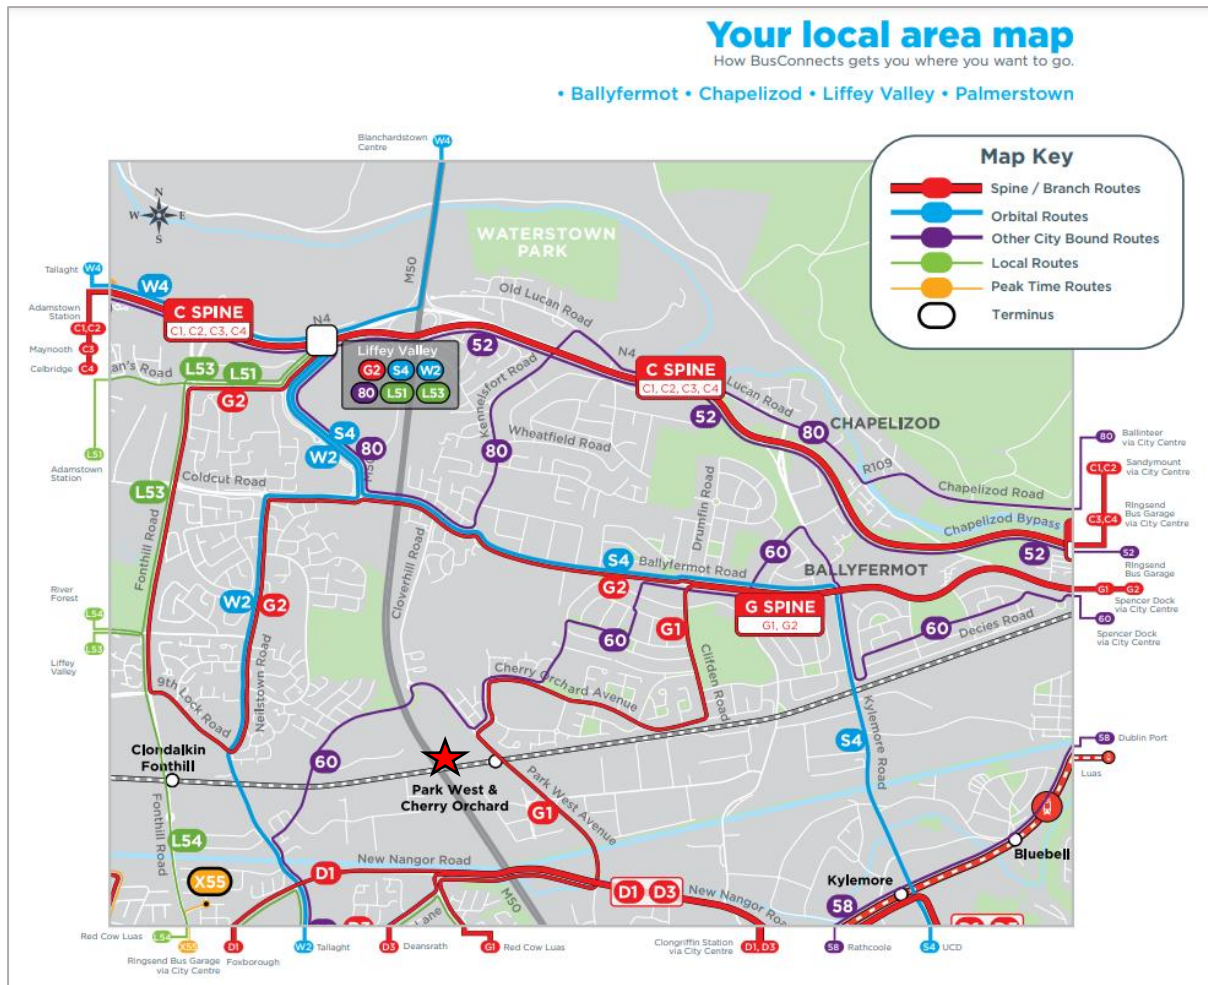 Your local area map
How BusConnects gets you where you want to go.
• Ballyfermot • Chapelizod • Liffey Valley • Palmerstown
Map Key
Spine / Branch Routes
Orbital Routes
Other City Bound Routes
Local Routes
Peak Time Routes
Terminus
Blanchardstown
Centre
W4
N
W E
S
WATERSTOWN
PARK
M50
Tallaght W4
W4
Adamstown
Station
C1,C2
Maynooth C3
Celbridge C4
C SPINE
C1, C2, C3, C4
N4
Old Lucan Road
Liffey Valley
G2 S4 W2
80 L51 L53
52
N4
C SPINE
C1, C2, C3, C4
Lucan Road
an's Road
L53
L51
G2
Kennelsfort Road
52
80
CHAPELIZOD
R109
Chapelizod Road
Chapelizod Bypass
52
80
Ballinteer
via City Centre
C1,C2
Sandymount
via City Centre
C3,C4
Ringsend
Bus Garage
via City Centre
52
Ringsend
Bus Garage
G1 G2
Spencer Dock
via City Centre
60
Spencer Dock
via City Centre
L51
Adamstown
Station
S4
W2
80
M50
Wheatfield Road
80
Coldcut Road
L53
Fonthill Road
Drumfin Road
Cloverhill Road
S4
Ballyfermot Road
G2
60
BALLYFERMOT
G SPINE
G1, G2
60
Decies Road
W2
G2
Neilstown Road
60
G1
Clifden Road
River
Forest
L54
L53
Liffey
Valley
9th Lock Road
Cherry Orchard Avenue
Kylemore Road
S4
58 Dublin Port
Luas
Clondalkin
Fonthill
60
Park West &
Cherry Orchard
Park West Avenue
G1
Fonthill Road
L54
X55
New Nangor Road
D1
D1 D3
New Nangor Roa
Lane
M50
Kylemore
Bluebell
58
Red Cow Luas L54
X55
Ringsend Bus Garage
via City Centre
D1
Foxborough
W2 Tallaght
D3 Deansrath
G1 Red Cow Luas
Clongriffin Station
via City Centre
D1, D3
58 Rathcoole
S4 UCD